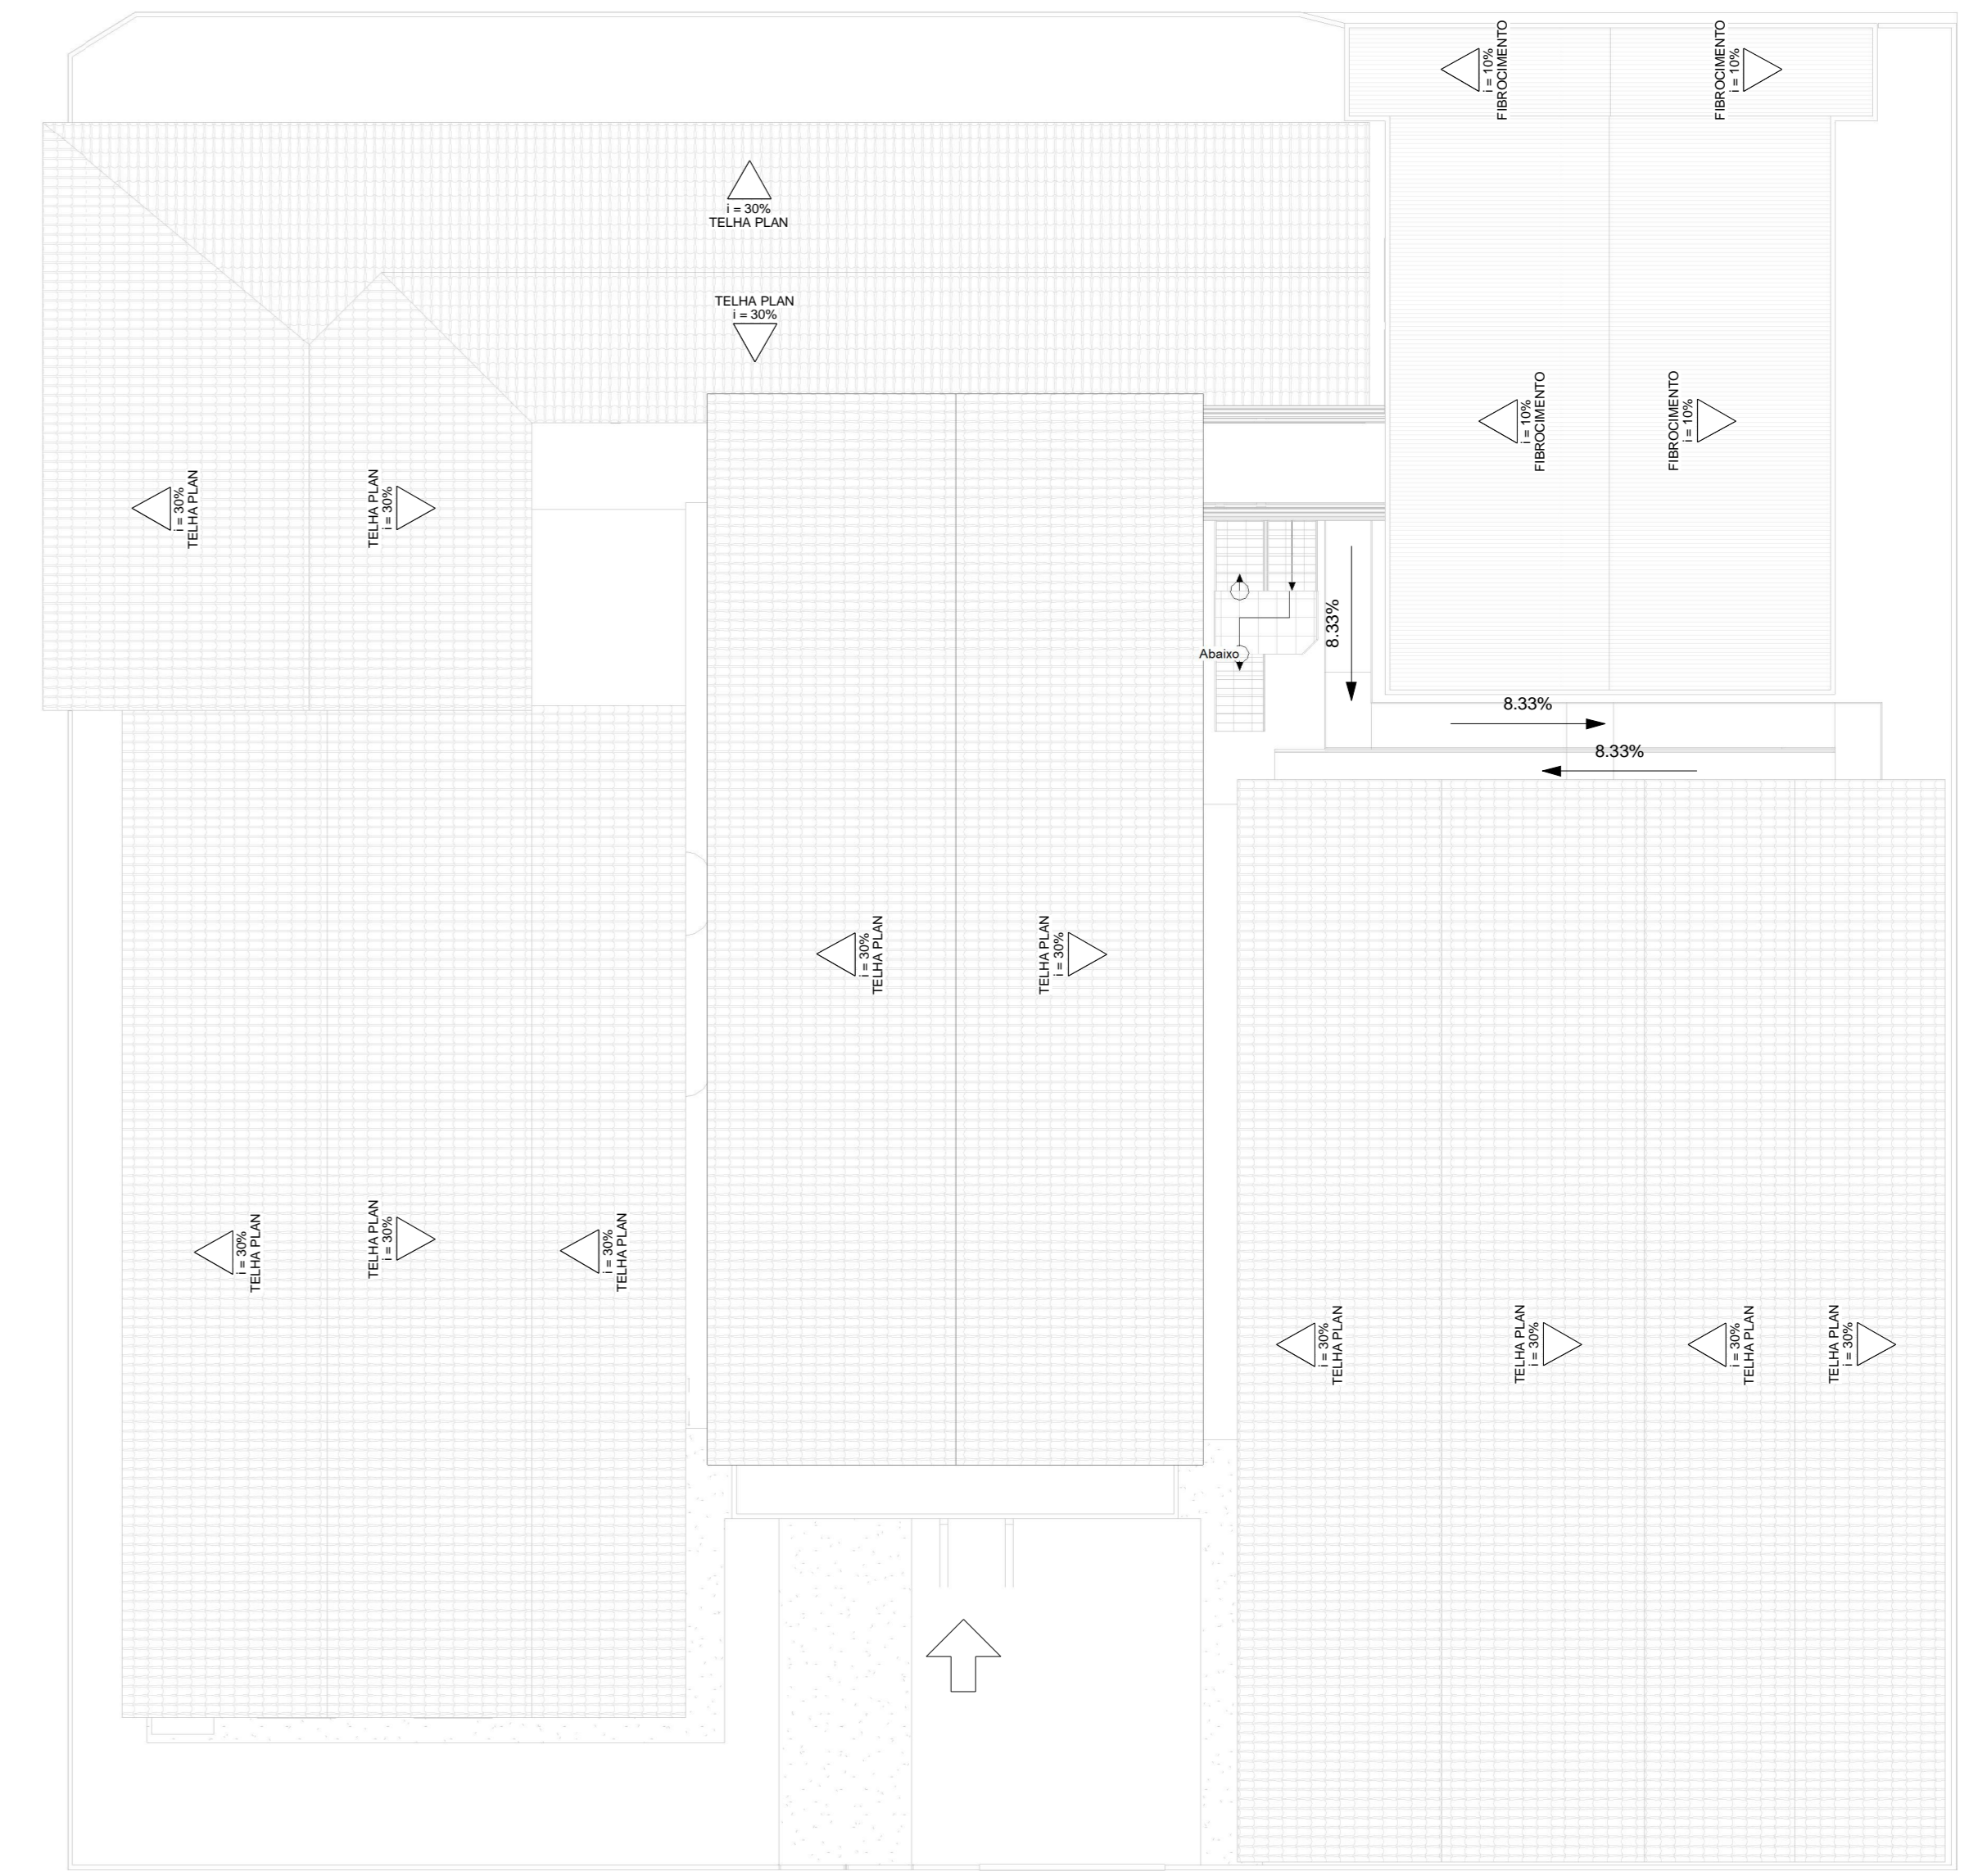 i = 10%
FIBROCIMENTO
FIBROCIMENTO
i = 10%
i = 30%
TELHA PLAN
TELHA PLAN
i = 30%
i = 10%
FIBROCIMENTO
FIBROCIMENTO
i = 10%
i = 30%
TELHA PLAN
TELHA PLAN
i = 30%
8.33%
Abaixo
8.33%
8.33%
i = 30%
TELHA PLAN
TELHA PLAN
i = 30%
i = 30%
TELHA PLAN
TELHA PLAN
i = 30%
i = 30%
TELHA PLAN
i = 30%
TELHA PLAN
TELHA PLAN
i = 30%
i = 30%
TELHA PLAN
TELHA PLAN
i = 30%